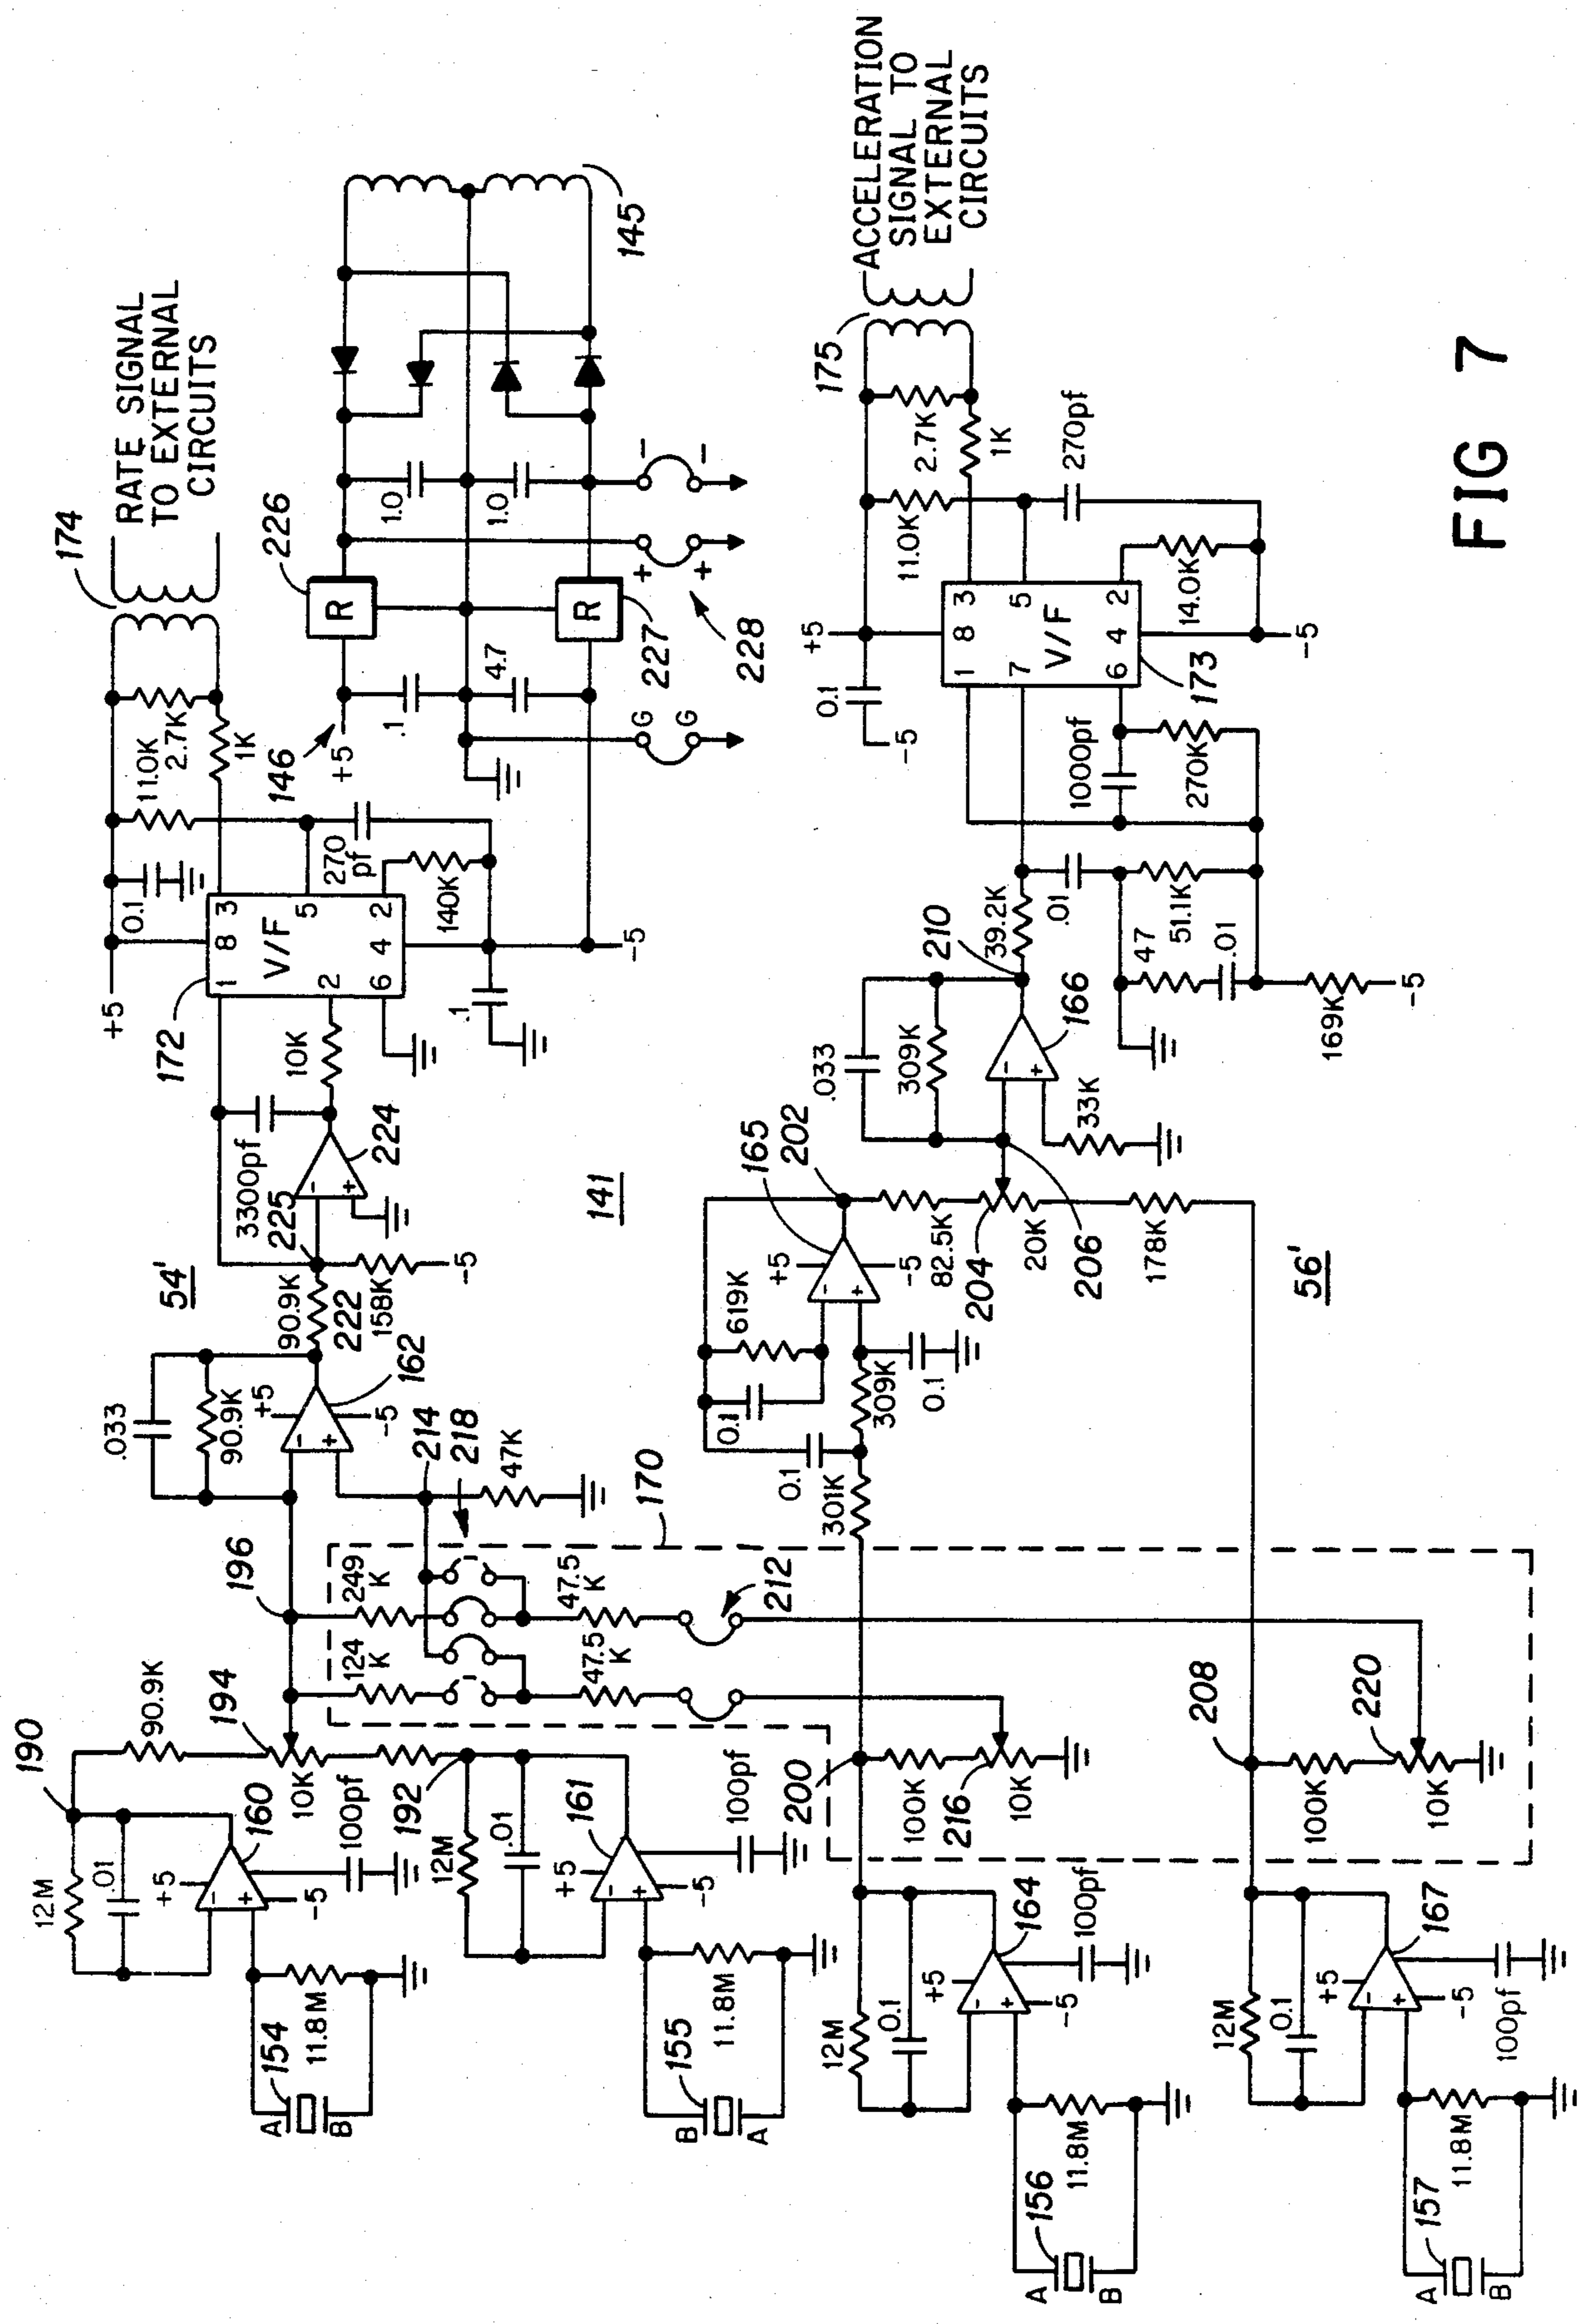 190
90.9K
194
196
12M
.01
+5
-
+
-5
160
10K
100pf
192
A
154
B
11.8M
12M
.01
+5
-
+
-5
161
100pf
B
155
A
11.8M
.033
90.9K
+5
-
+
-5
162
54'
90.9K
222
225
158K
-5
3300pf
-
+
224
10K
172
+5
0.1
1
8
3
V/F
2
5
6
4
2
11.0K
2.7K
1K
174
RATE SIGNAL
TO EXTERNAL
CIRCUITS
270
pf
140K
.1
-5
146
+5
.1
4.7
226
R
R
227
1.0
1.0
145
G
G
+
+
-
-
228
214
218
47K
124
K
249
K
47.5
K
47.5
K
212
170
141
200
100K
216
10K
208
100K
220
10K
12M
0.1
+5
-
+
-5
164
100pf
A
156
B
11.8M
12M
0.1
+5
-
+
-5
167
100pf
A
157
B
11.8M
301K
0.1
0.1
619K
309K
0.1
+5
-
+
-5
165
202
82.5K
204
20K
206
178K
56'
.033
309K
-
+
166
33K
210
39.2K
.01
47
51.1K
.01
169K
-5
1000pf
270K
0.1
-5
+5
1
8
3
7
V/F
5
6
4
2
173
-5
11.0K
2.7K
1K
270pf
14.0K
175
ACCELERATION
SIGNAL TO
EXTERNAL
CIRCUITS
FIG 7